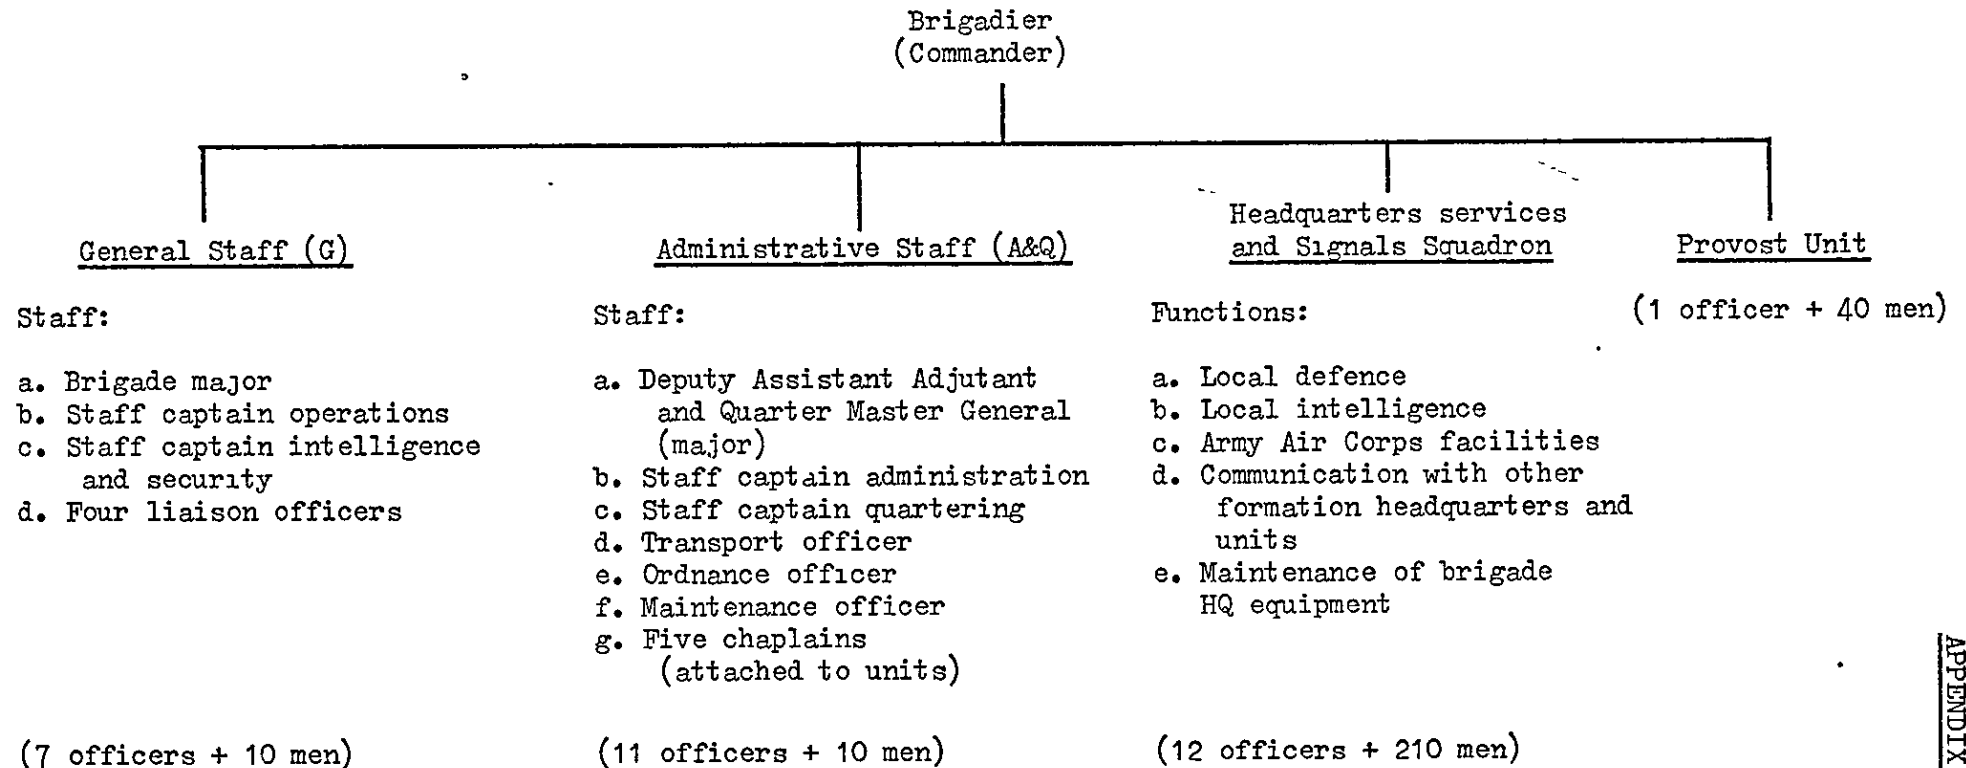 Brigadier
(Commander)
General Staff (G)
Staff:
a. Brigade major
b. Staff captain operations
c. Staff captain intelligence
and security
d. Four liaison officers
(7 officers + 10 men)
Administrative Staff (A&Q)
Staff:
a. Deputy Assistant Adjutant
and Quarter Master General
(major)
b. Staff captain administration
c. Staff captain quartering
d. Transport officer
e. Ordnance officer
f. Maintenance officer
g. Five chaplains
(attached to units)
(11 officers + 10 men)
Headquarters services
and Signals Squadron
Functions:
a. Local defence
b. Local intelligence
c. Army Air Corps facilities
d. Communication with other
formation headquarters and
units
e. Maintenance of brigade
HQ equipment
(12 officers + 210 men)
Provost Unit
(1 officer + 40 men)
APPENDIX